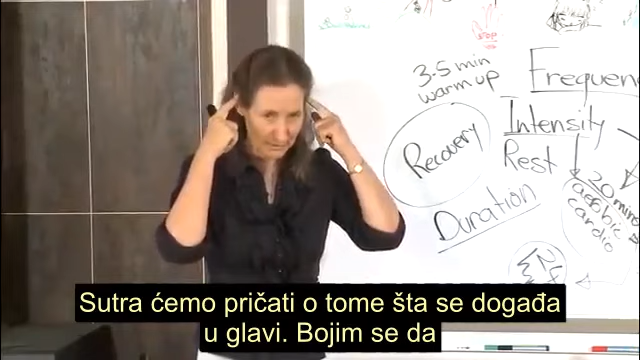 3-5 min
warm up
Frequen
Intensity
Recovery
Rest
20 mins
aerobic
cardio
Duration
Sutra ćemo pričati o tome šta se događa
u glavi. Bojim se da